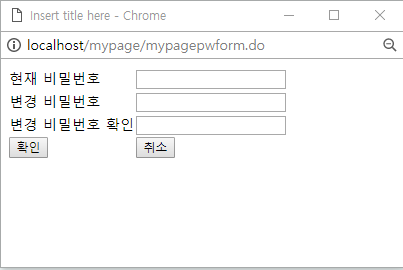 Insert title here - Chrome
localhost/mypage/mypagepwform.do
현재 비밀번호
변경 비밀번호
변경 비밀번호 확인
확인 취소